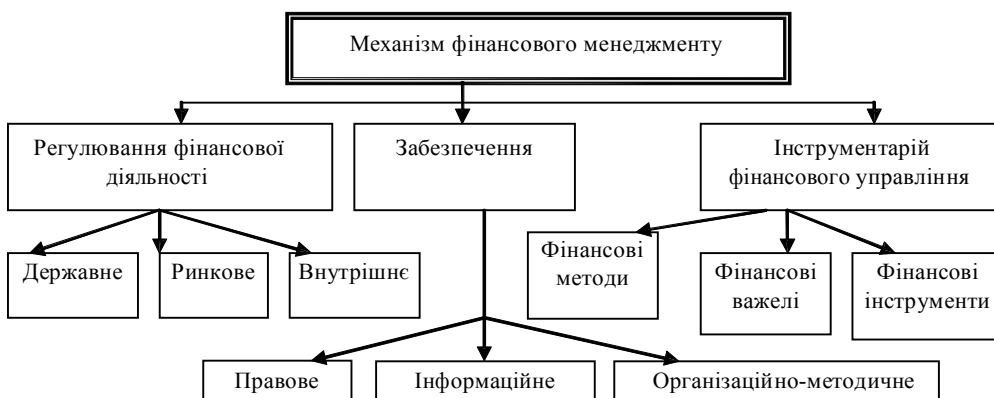 Механізм фінансового менеджменту
Регулювання фінансової
діяльності
Забезпечення
Інструментарій
фінансового управління
Державне
Ринкове
Внутрішнє
Фінансові
методи
Фінансові
важелі
Фінансові
інструменти
Правове
Інформаційне
Організаційно-методичне